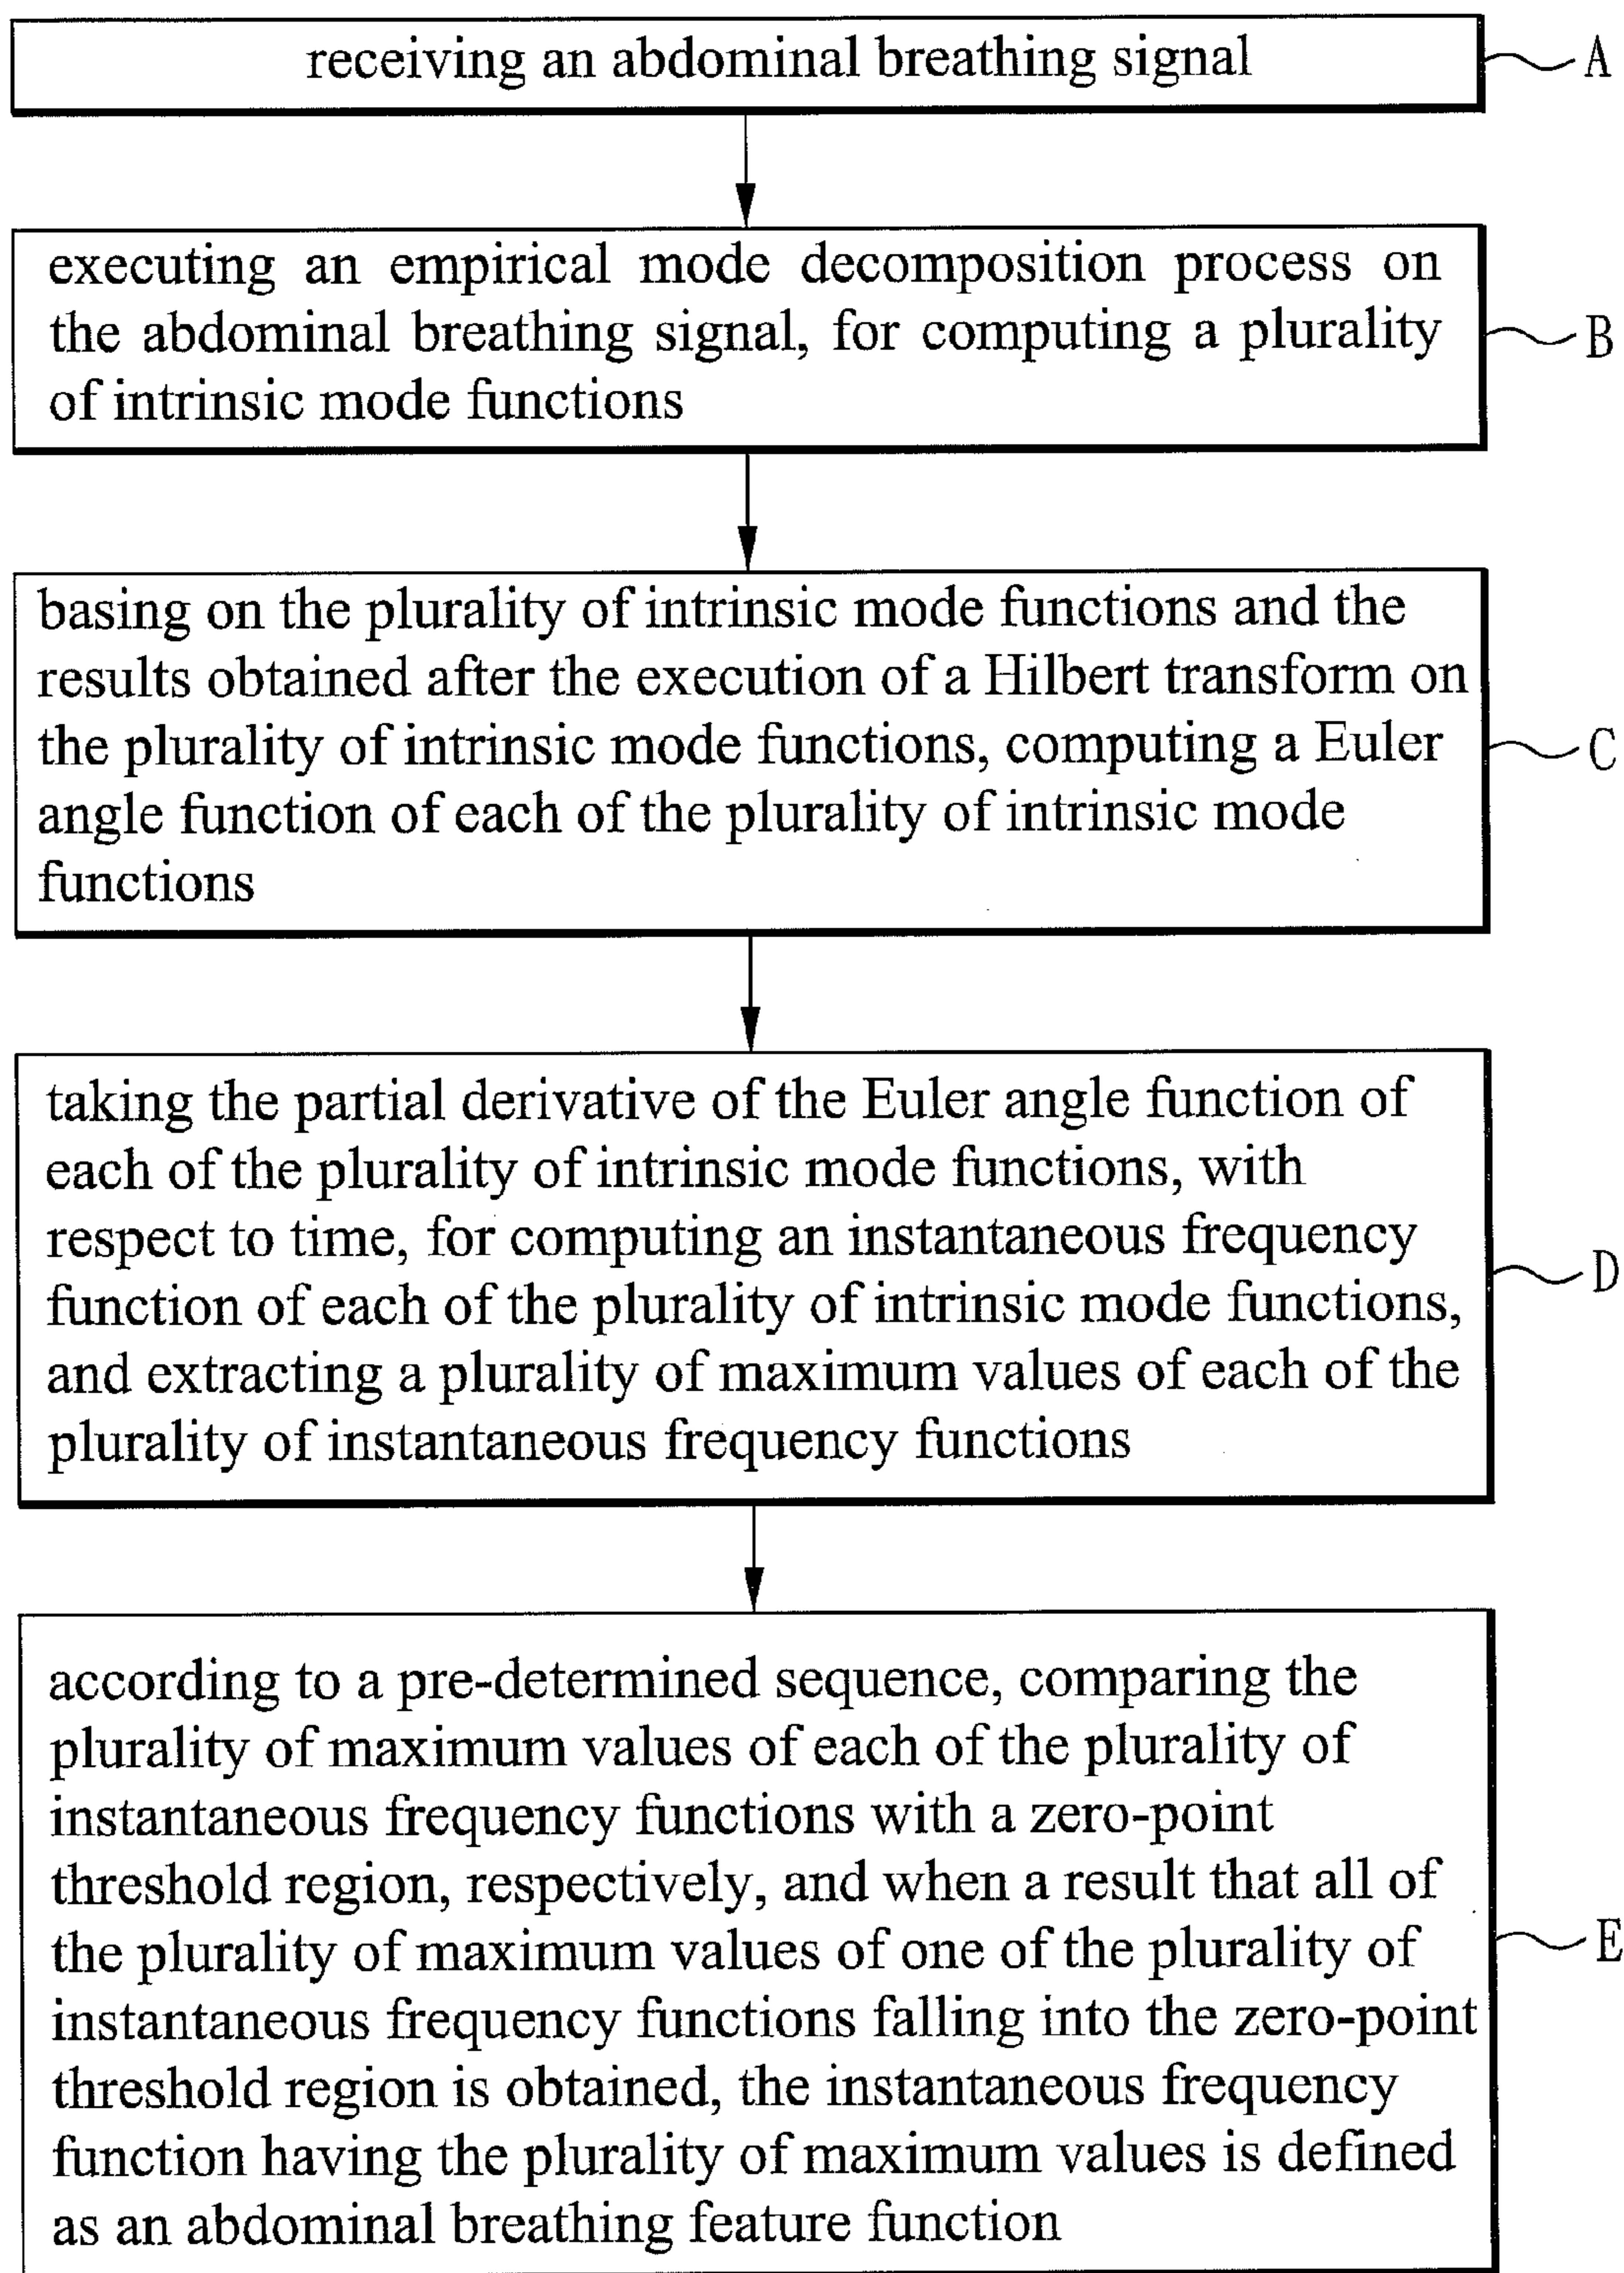 receiving an abdominal breathing signal
A
executing an empirical mode decomposition process on
the abdominal breathing signal, for computing a plurality
of intrinsic mode functions
B
basing on the plurality of intrinsic mode functions and the
results obtained after the execution of a Hilbert transform on
the plurality of intrinsic mode functions, computing a Euler
angle function of each of the plurality of intrinsic mode
functions
C
taking the partial derivative of the Euler angle function of
each of the plurality of intrinsic mode functions, with
respect to time, for computing an instantaneous frequency
function of each of the plurality of intrinsic mode functions,
and extracting a plurality of maximum values of each of the
plurality of instantaneous frequency functions
D
according to a pre-determined sequence, comparing the
plurality of maximum values of each of the plurality of
instantaneous frequency functions with a zero-point
threshold region, respectively, and when a result that all of
the plurality of maximum values of one of the plurality of
instantaneous frequency functions falling into the zero-point
threshold region is obtained, the instantaneous frequency
function having the plurality of maximum values is defined
as an abdominal breathing feature function
E